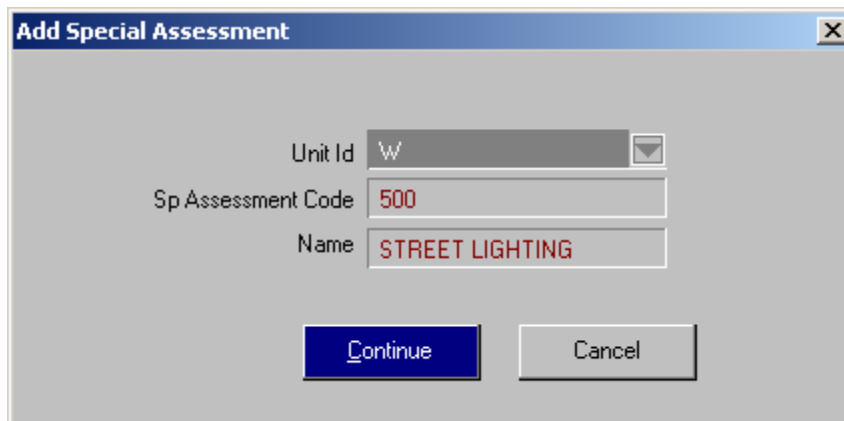 Add Special Assessment
Unit Id W
Sp Assessment Code 500
Name STREET LIGHTING
Continue Cancel